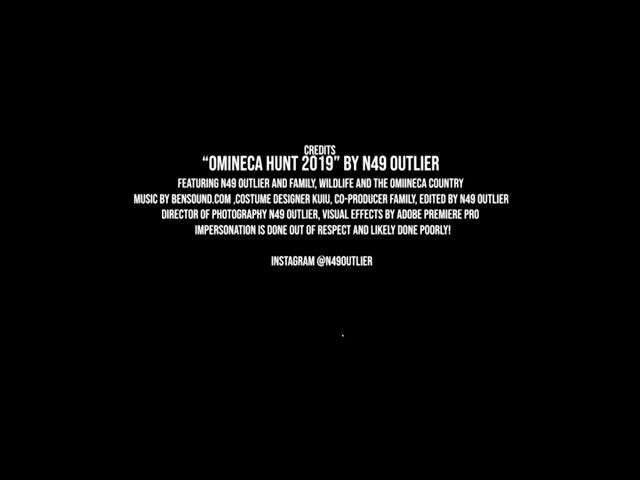 CREDITS
“OMINECA HUNT 2019” BY N49 OUTLIER
FEATURING N49 OUTLIER AND FAMILY, WILDLIFE AND THE OMIINECA COUNTRY
MUSIC BY BENSOUND.COM ,COSTUME DESIGNER KUIU, CO-PRODUCER FAMILY, EDITED BY N49 OUTLIER
DIRECTOR OF PHOTOGRAPHY N49 OUTLIER, VISUAL EFFECTS BY ADOBE PREMIERE PRO
IMPERSONATION IS DONE OUT OF RESPECT AND LIKELY DONE POORLY!
INSTAGRAM @N49OUTLIER